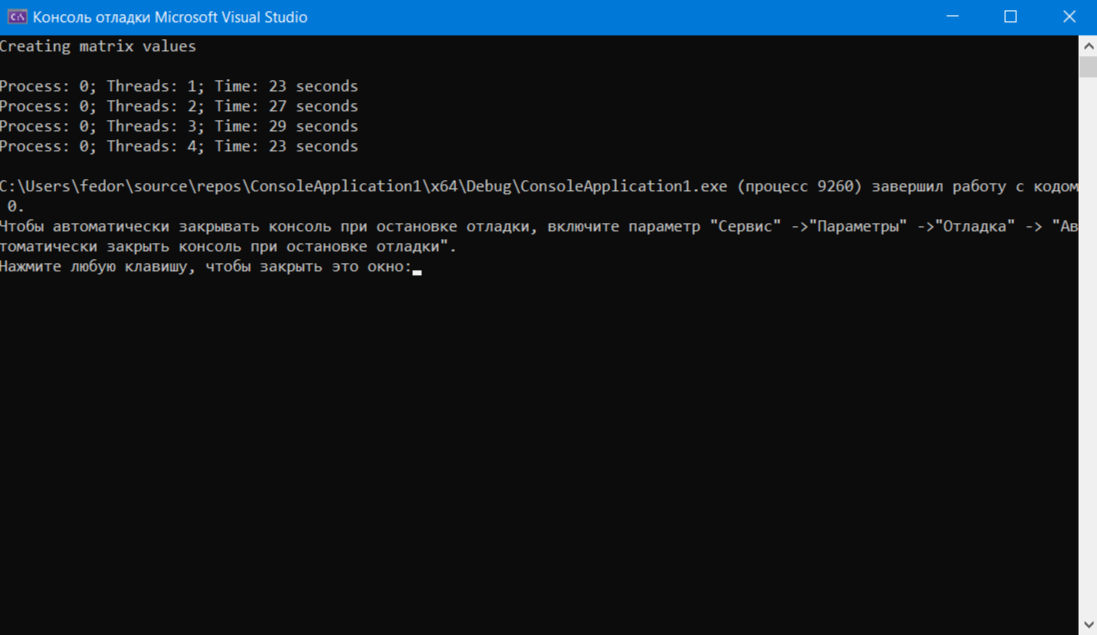 Консоль отладки Microsoft Visual Studio
Creating matrix values
Process: 0; Threads: 1; Time: 23 seconds
Process: 0; Threads: 2; Time: 27 seconds
Process: 0; Threads: 3; Time: 29 seconds
Process: 0; Threads: 4; Time: 23 seconds
C:\Users\fedor\source\repos\ConsoleApplication1\x64\Debug\ConsoleApplication1.exe (процесс 9260) завершил работу с кодом
0.
Чтобы автоматически закрывать консоль при остановке отладки, включите параметр "Сервис" ->"Параметры" ->"Отладка" -> "Ав
томатически закрыть консоль при остановке отладки".
Нажмите любую клавишу, чтобы закрыть это окно: